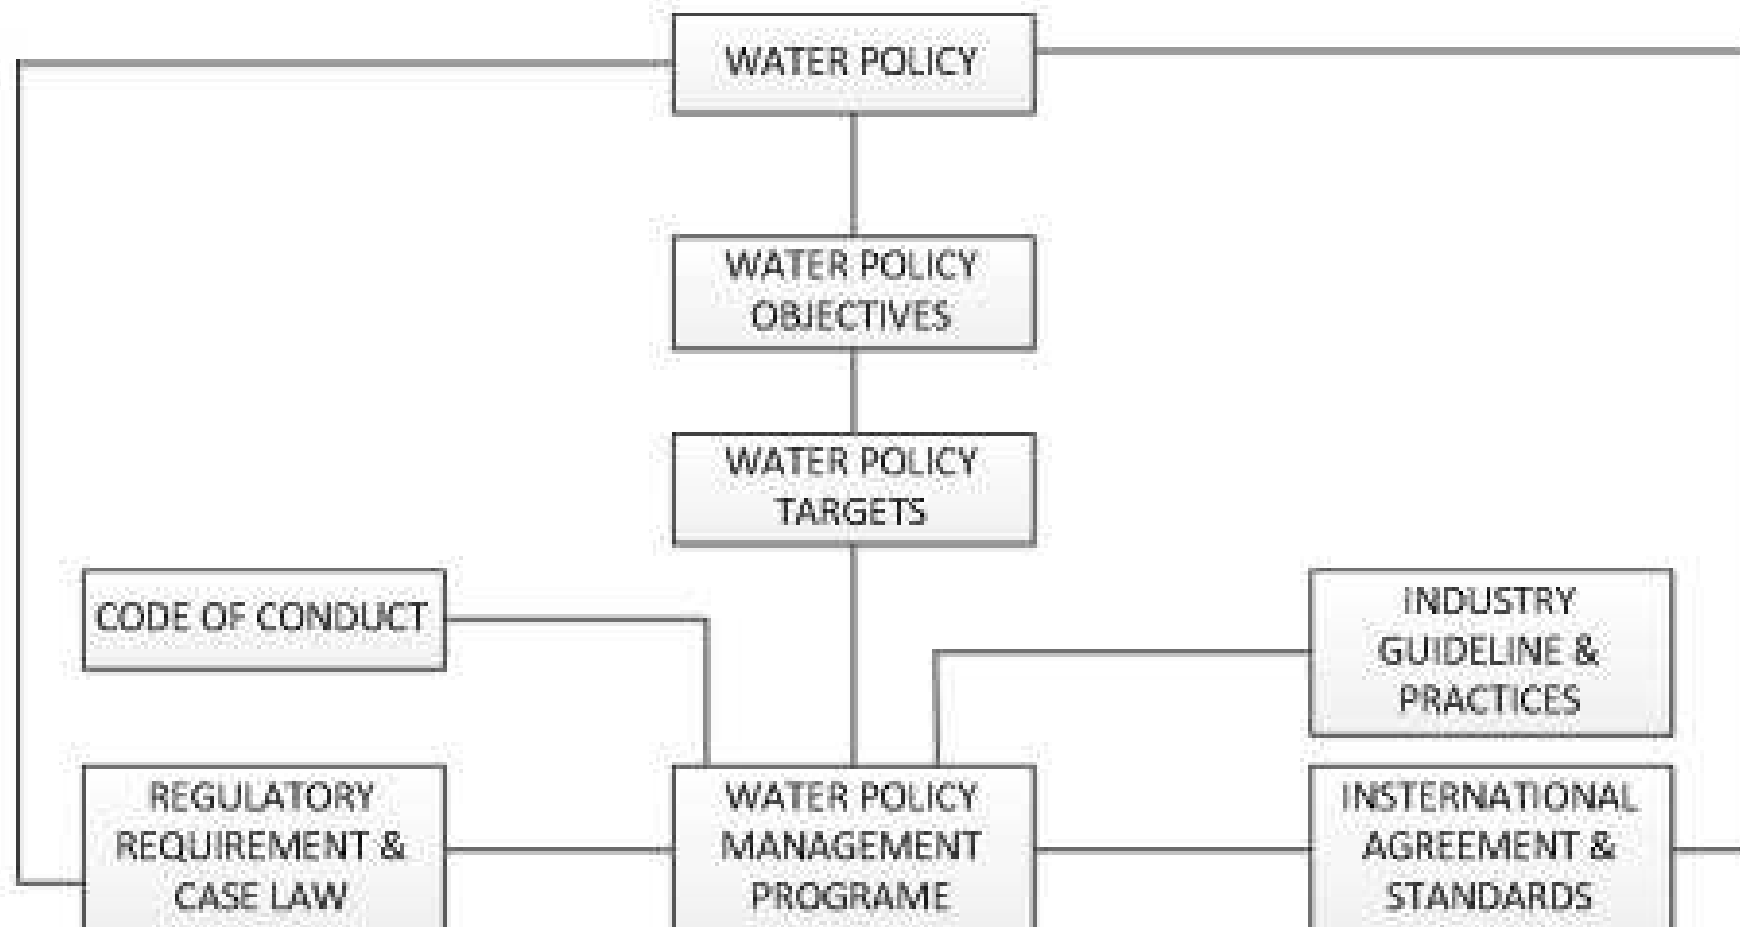 WATER POLICY
WATER POLICY
OBJECTIVES
WATER POLICY
TARGETS
CODE OF CONDUCT
INDUSTRY
GUIDELINE &
PRACTICES
REGULATORY
REQUIREMENT &
CASE LAW
WATER POLICY
MANAGEMENT
PROGRAME
INSTERNATIONAL
AGREEMENT &
STANDARDS